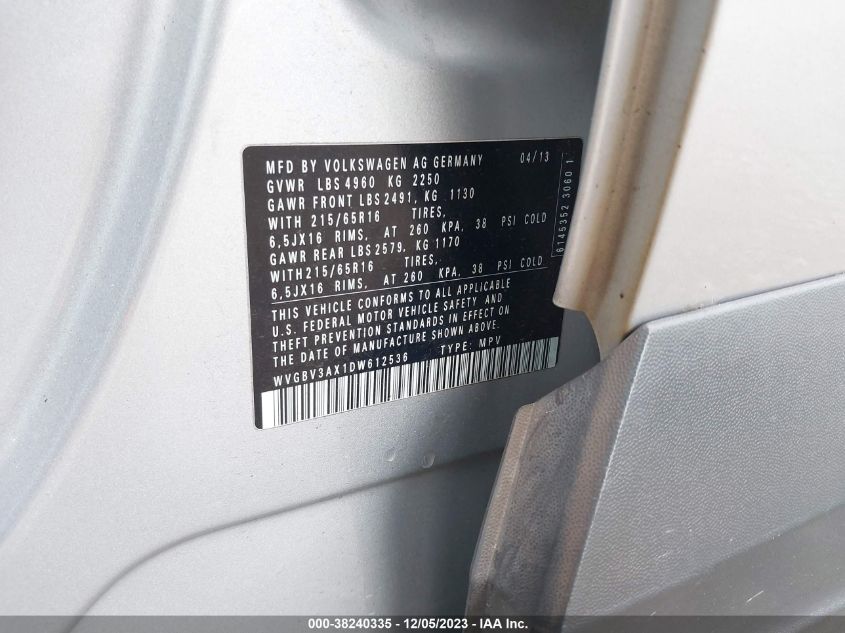 MFD BY VOLKSWAGEN AG GERMANY 04/13
GVWR LBS 4960 KG 2250
GAWR FRONT LBS 2491, KG 1130
WITH 215/65R16 TIRES,
6,5JX16 RIMS, AT 260 KPA, 38 PSI COLD
GAWR REAR LBS 2579, KG 1170
WITH 215/65R16 TIRES,
6,5JX16 RIMS, AT 260 KPA, 38 PSI COLD
THIS VEHICLE CONFORMS TO ALL APPLICABLE
U.S. FEDERAL MOTOR VEHICLE SAFETY AND
THEFT PREVENTION STANDARDS IN EFFECT ON
THE DATE OF MANUFACTURE SHOWN ABOVE.
WVGBV3AX1DW612536 TYPE: MPV
6145352 3060 1
000-38240335 - 12/05/2023 - IAA Inc.